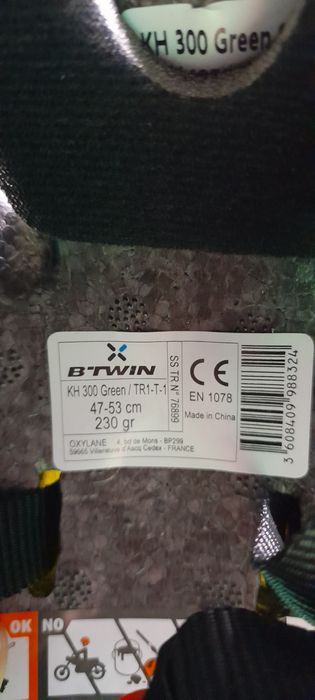 KH 300 Green
B'TWIN
KH 300 Green / TR1-T-1
47-53 cm
230 gr
SS TR N° 76899
CE
EN 1078
Made in China
OXYLANE 4, bd de Mons - BP299
59665 Villeneuve d'Ascq Cedex - FRANCE
3 608409 988324
OK NO